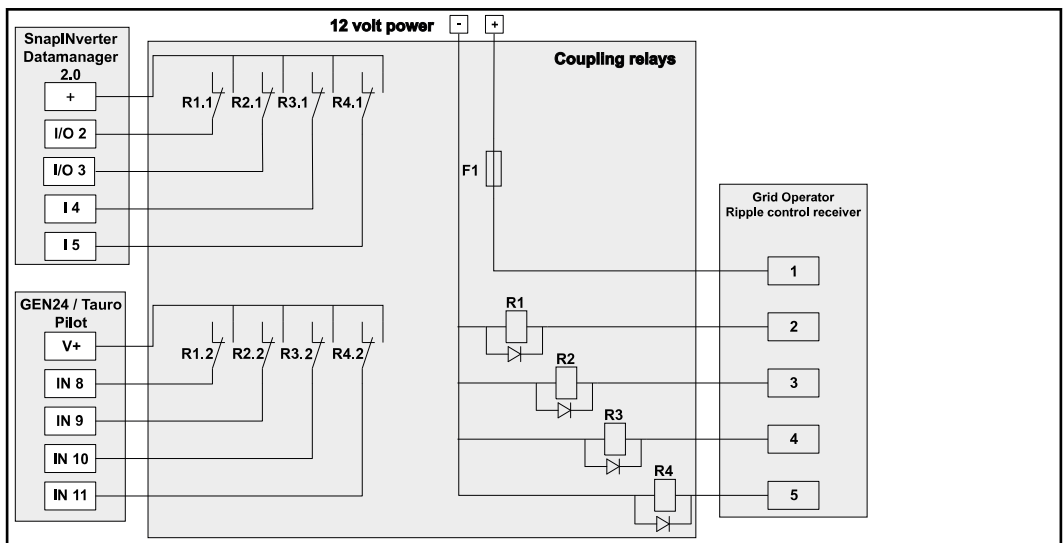 12 volt power - +
SnapINverter
Datamanager
2.0
+
I/O 2
I/O 3
I 4
I 5
R1.1 R2.1 R3.1 R4.1
Coupling relays
F1
Grid Operator
Ripple control receiver
1
2
3
4
5
R1
R2
R3
R4
GEN24 / Tauro
Pilot
V+
IN 8
IN 9
IN 10
IN 11
R1.2 R2.2 R3.2 R4.2